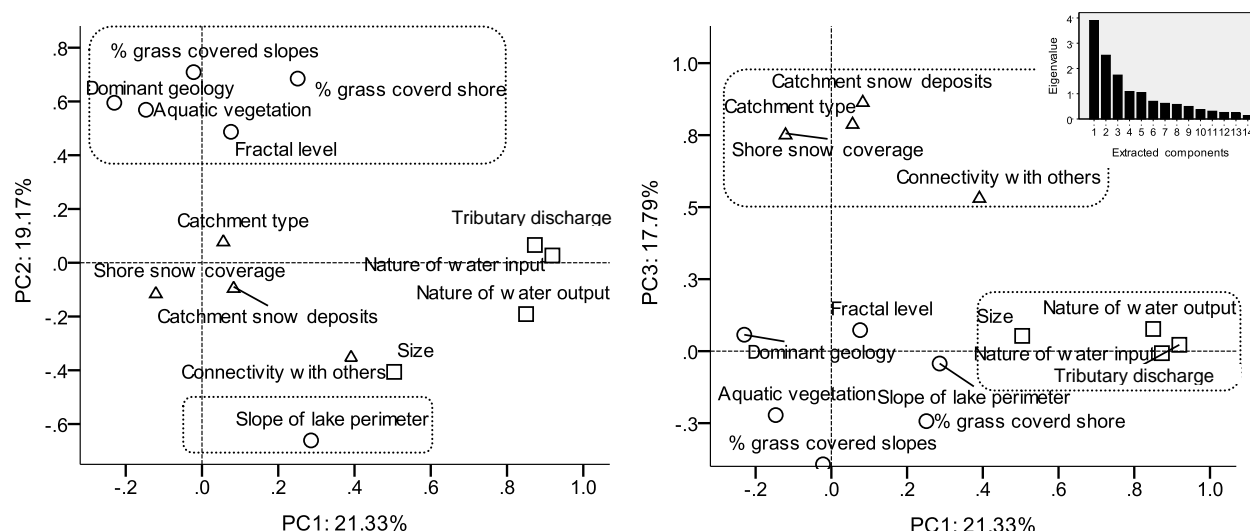 .8
.6
.4
.2
.0
-.2
-.4
-.6
PC2: 19.17%
% grass covered slopes
Dominant geology
% grass coverd shore
Aquatic vegetation
Fractal level
Catchment type
Tributary discharge
Shore snow coverage
Nature of water input
Nature of water output
Catchment snow deposits
Size
Connectivity with others
Slope of lake perimeter
-.2 .0 .2 .4 .6 .8 1.0
PC1: 21.33%
1.0
.8
.5
.3
.0
-.3
PC3: 17.79%
Catchment snow deposits
Catchment type
Shore snow coverage
Connectivity with others
Fractal level
Size
Nature of water output
Dominant geology
Nature of water input
Tributary discharge
Aquatic vegetation
Slope of lake perimeter
% grass coverd shore
% grass covered slopes
-.2 .0 .2 .4 .6 .8 1.0
PC1: 21.33%
4
3
2
1
0
Eigenvalue
1 2 3 4 5 6 7 8 9 10 11 12 13 14
Extracted components